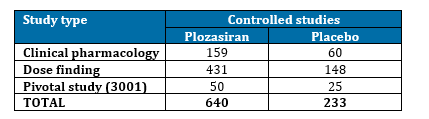 Study type Controlled studies
Plozasiran Placebo
Clinical pharmacology 159 60
Dose finding 431 148
Pivotal study (3001) 50 25
TOTAL 640 233